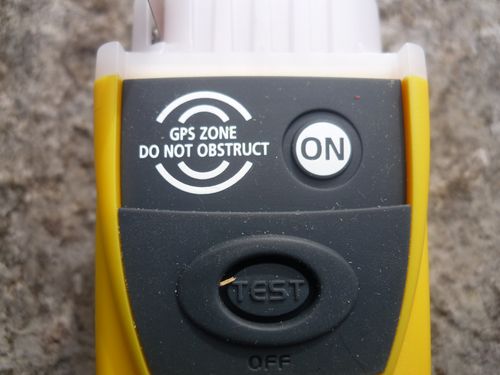 GPS ZONE
DO NOT OBSTRUCT
ON
TEST
OFF